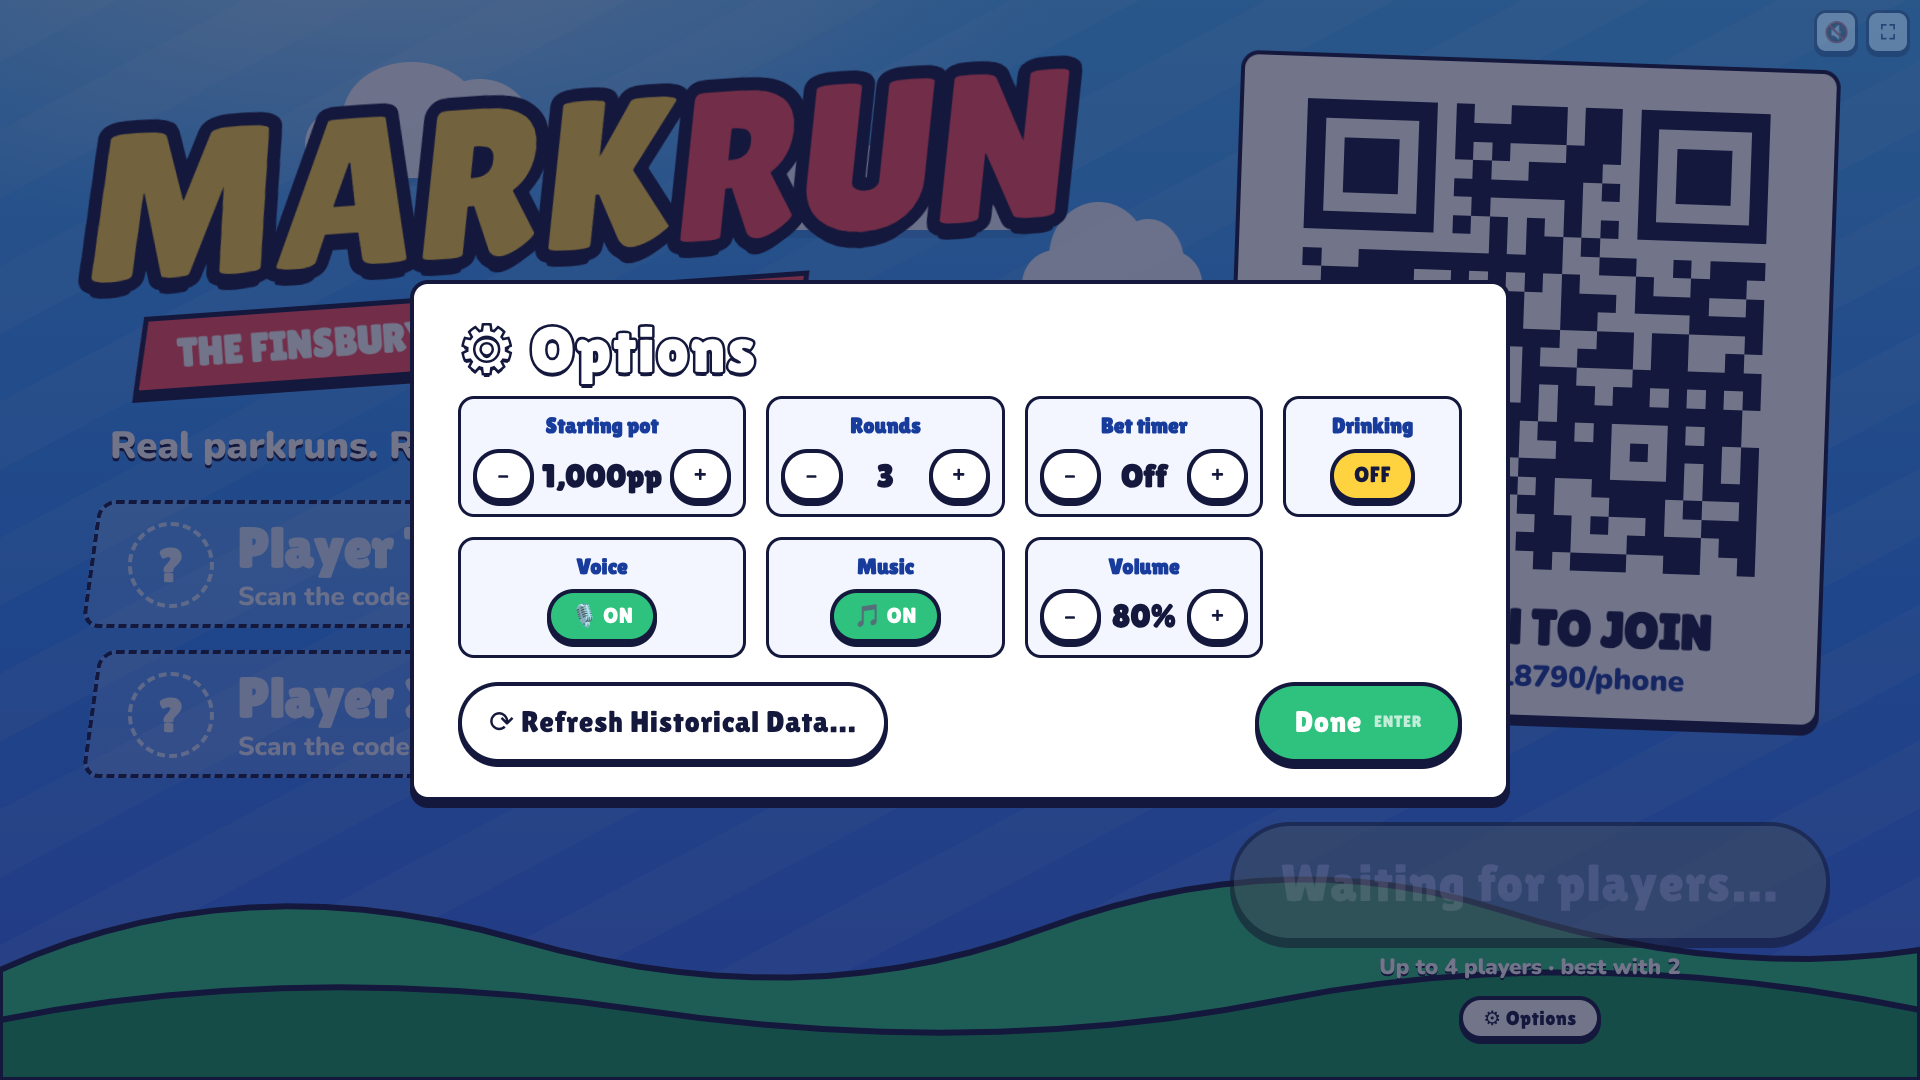 MARKRUN
THE FINSBURY
Real parkruns. R
Player
Scan the code
Player
Scan the code
⚙ Options
Starting pot
– 1,000pp +
Rounds
– 3 +
Bet timer
– Off +
Drinking
OFF
Voice
🎙️ ON
Music
🎵 ON
Volume
– 80% +
⟳ Refresh Historical Data...
Done ENTER
TO JOIN
18790/phone
Waiting for players...
Up to 4 players · best with 2
⚙ Options